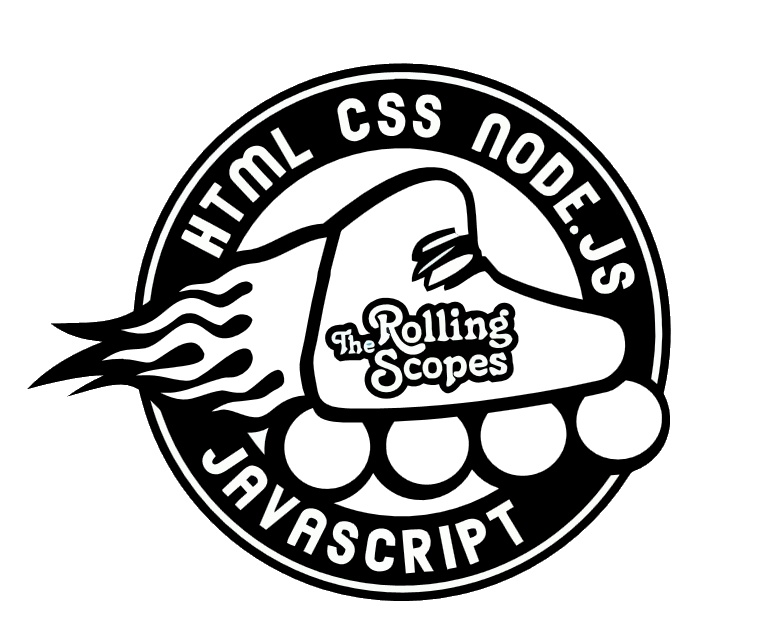 HTML CSS NODE.JS
The Rolling
Scopes
JAVASCRIPT